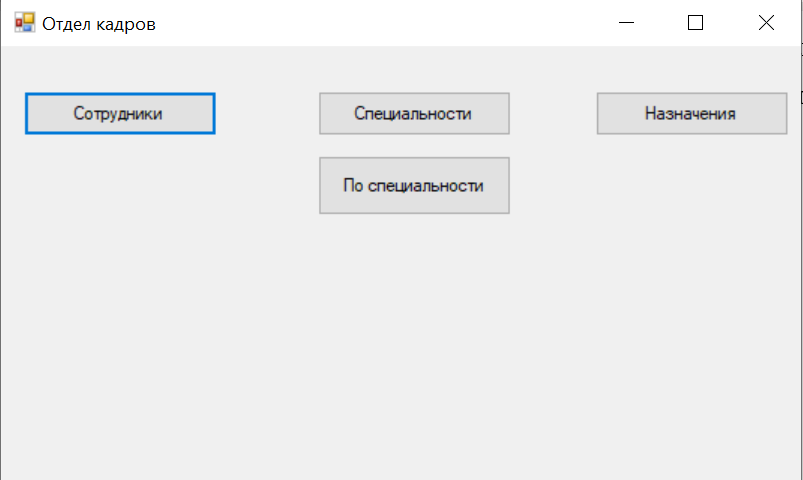 Отдел кадров
Сотрудники
Специальности
Назначения
По специальности